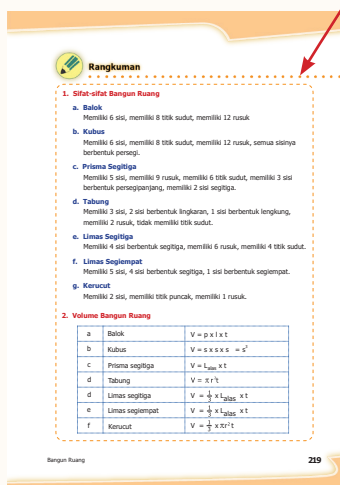 Rangkuman
1. Sifat-sifat Bangun Ruang
a. Balok
Memiliki 6 sisi, memiliki 8 titik sudut, memiliki 12 rusuk
b. Kubus
Memiliki 6 sisi, memiliki 8 titik sudut, memiliki 12 rusuk, semua sisinya
berbentuk persegi.
c. Prisma Segitiga
Memiliki 5 sisi, memiliki 9 rusuk, memiliki 6 titik sudut, memiliki 3 sisi
berbentuk persegipanjang, memiliki 2 sisi segitiga.
d. Tabung
Memiliki 3 sisi, 2 sisi berbentuk lingkaran, 1 sisi berbentuk lengkung,
memiliki 2 rusuk, tidak memiliki titik sudut.
e. Limas Segitiga
Memiliki 4 sisi berbentuk segitiga, memiliki 6 rusuk, memiliki 4 titik sudut.
f. Limas Segiempat
Memiliki 5 sisi, 4 sisi berbentuk segitiga, 1 sisi berbentuk segiempat.
g. Kerucut
Memiliki 2 sisi, memiliki titik puncak, memiliki 1 rusuk.
2. Volume Bangun Ruang
a Balok V = p x l x t
b Kubus V = s x s x s = s³
c Prisma segitiga V = L alas x t
d Tabung V = π r²t
d Limas segitiga V = 1/3 x L alas x t
e Limas segiempat V = 1/3 x L alas x t
f Kerucut V = 1/3 x πr² t
Bangun Ruang 219